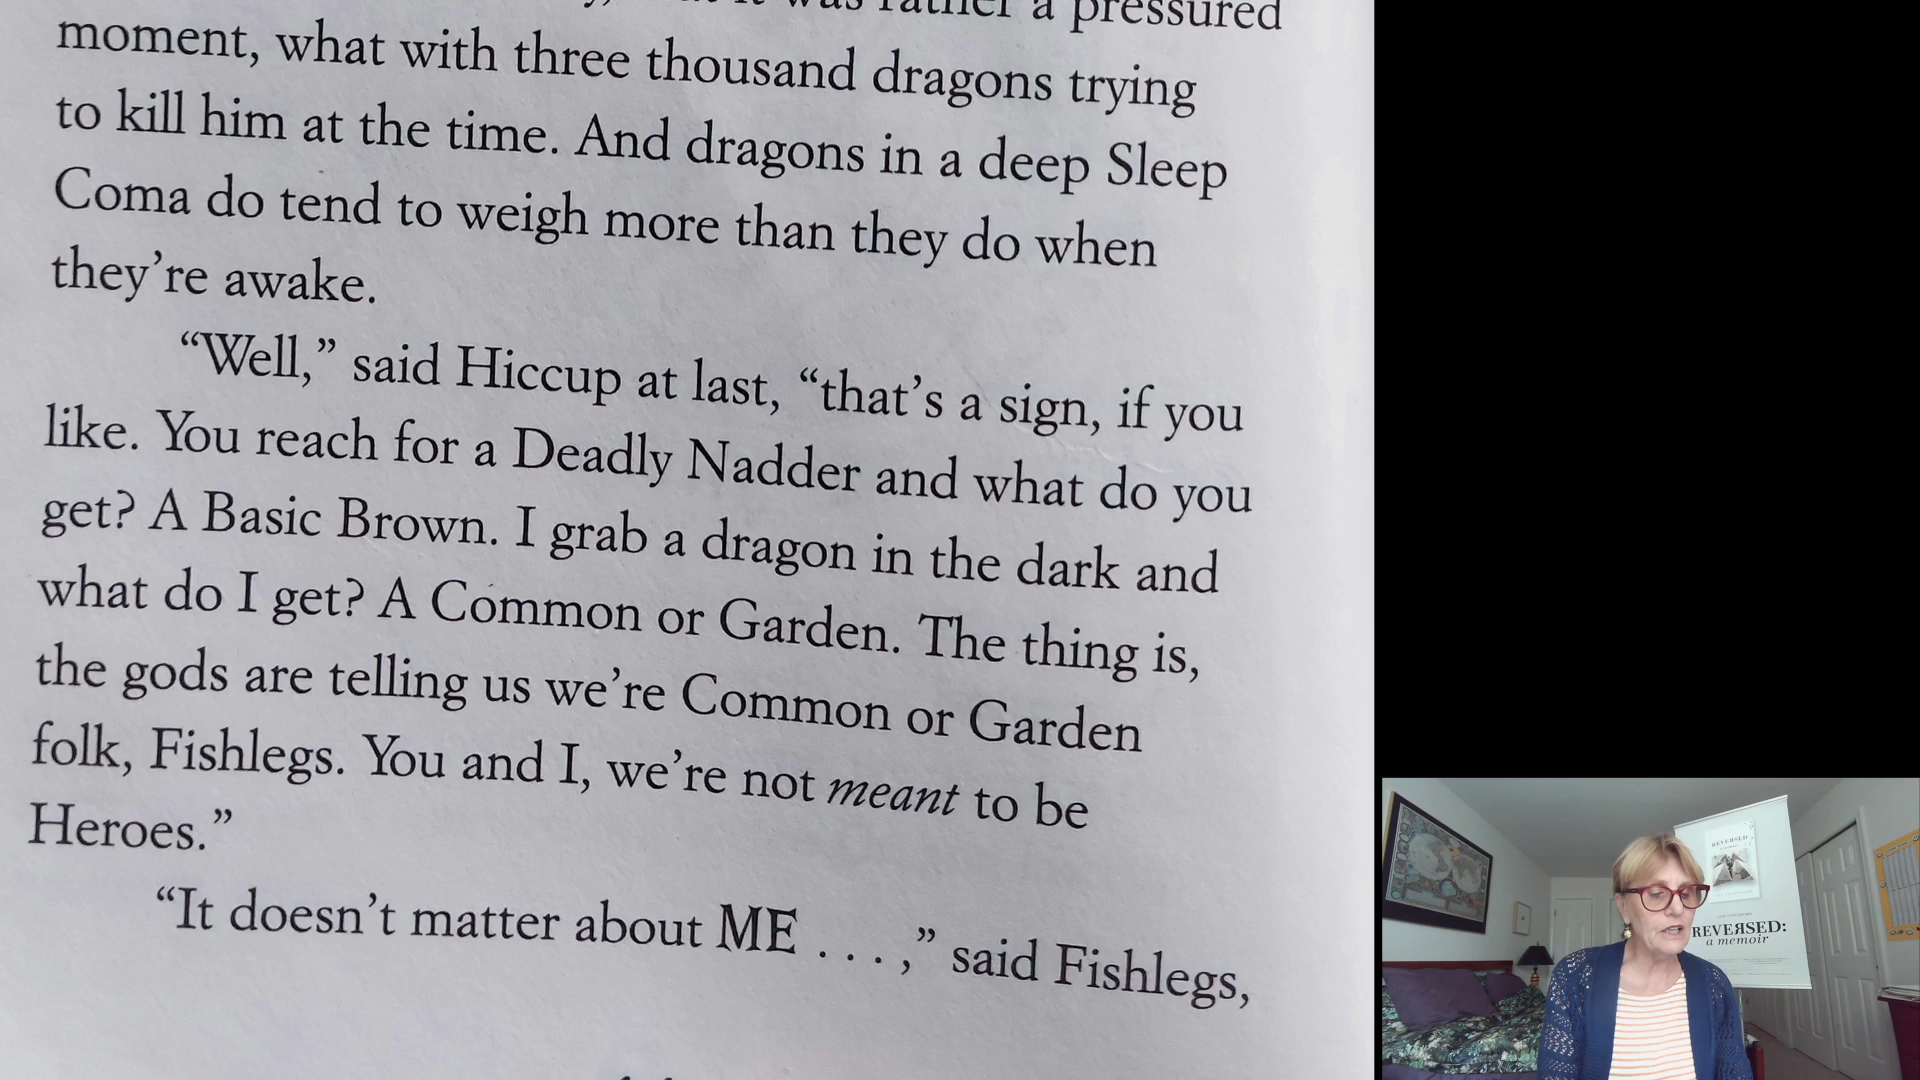 was rather a pressured
moment, what with three thousand dragons trying
to kill him at the time. And dragons in a deep Sleep
Coma do tend to weigh more than they do when
they’re awake.
“Well,” said Hiccup at last, “that’s a sign, if you
like. You reach for a Deadly Nadder and what do you
get? A Basic Brown. I grab a dragon in the dark and
what do I get? A Common or Garden. The thing is,
the gods are telling us we’re Common or Garden
folk, Fishlegs. You and I, we’re not meant to be
Heroes.”
“It doesn’t matter about ME . . . ,” said Fishlegs,
REVERSED
REVEЯSED:
a memoir